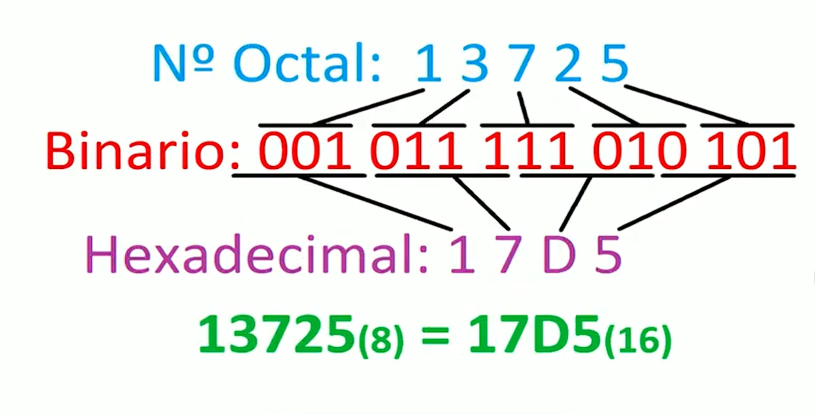 Nº Octal: 1 3 7 2 5
Binario: 001 011 111 010 101
Hexadecimal: 1 7 D 5
13725(8) = 17D5(16)